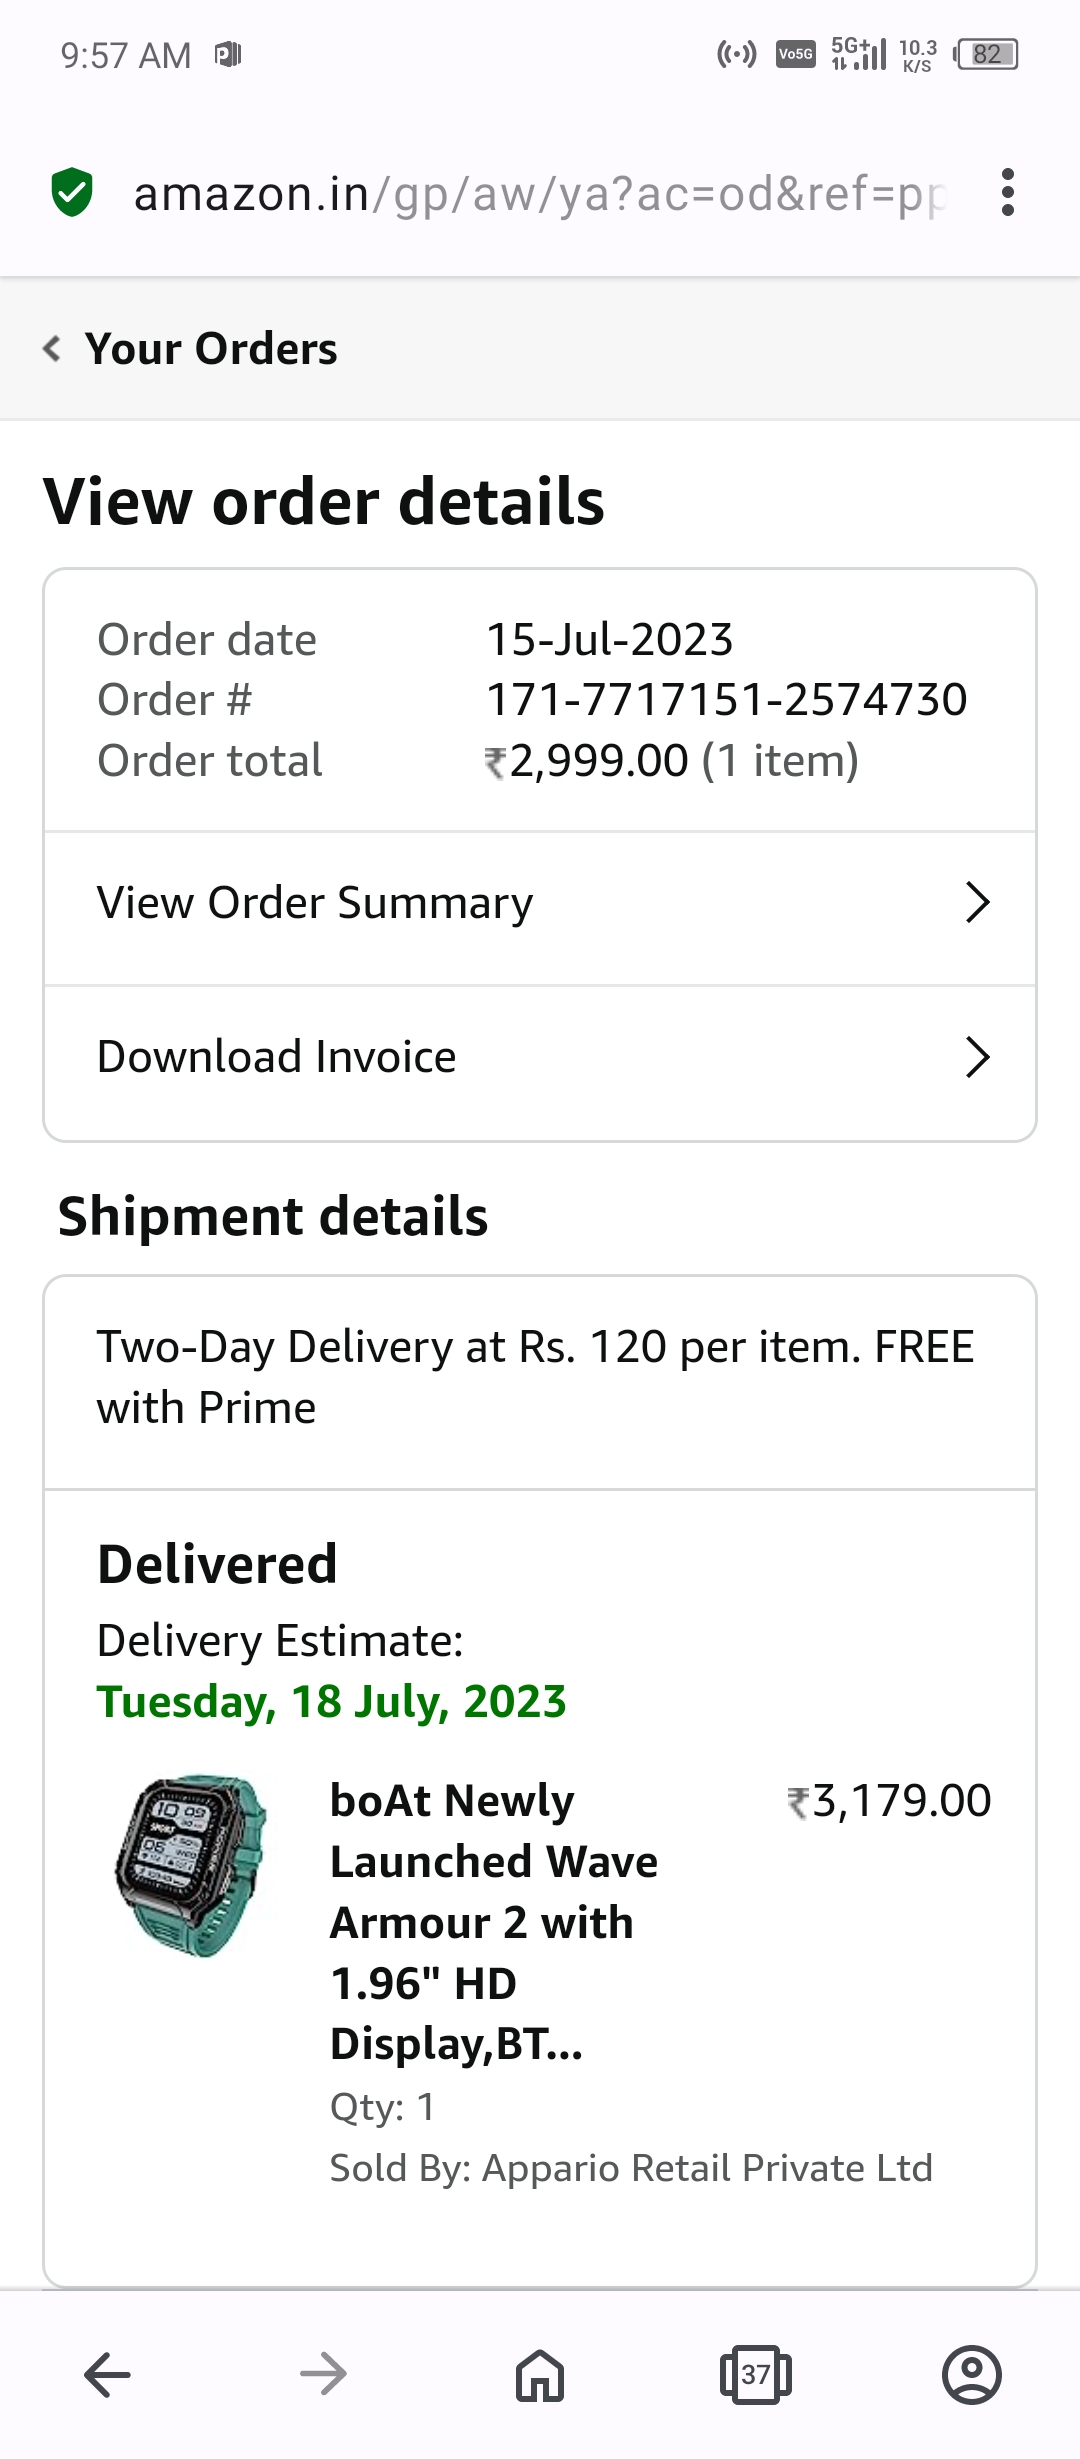 9:57 AM
Vo5G 5G+ 10.3 K/S 82
amazon.in/gp/aw/ya?ac=od&ref=pp
Your Orders
View order details
Order date 15-Jul-2023
Order # 171-7717151-2574730
Order total ₹2,999.00 (1 item)
View Order Summary
Download Invoice
Shipment details
Two-Day Delivery at Rs. 120 per item. FREE
with Prime
Delivered
Delivery Estimate:
Tuesday, 18 July, 2023
boAt Newly ₹3,179.00
Launched Wave
Armour 2 with
1.96" HD
Display,BT...
Qty: 1
Sold By: Appario Retail Private Ltd
37